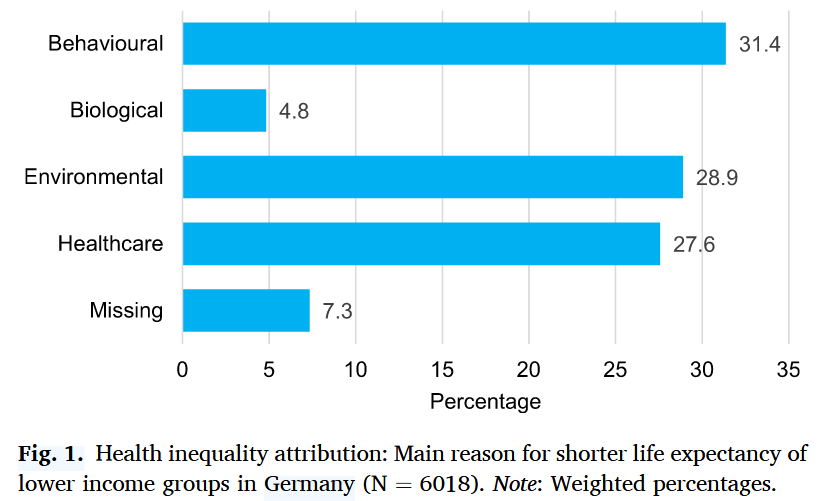 Behavioural 31.4
Biological 4.8
Environmental 28.9
Healthcare 27.6
Missing 7.3
0 5 10 15 20 25 30 35
Percentage
Fig. 1. Health inequality attribution: Main reason for shorter life expectancy of
lower income groups in Germany (N = 6018). Note: Weighted percentages.